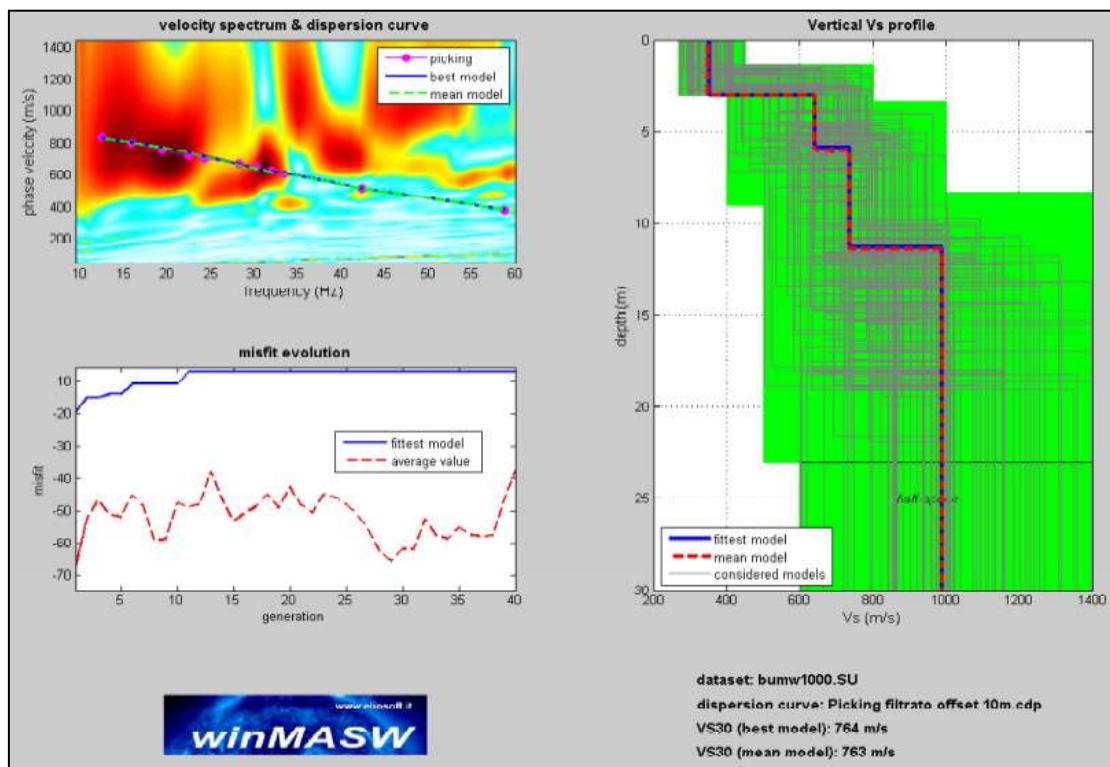 velocity spectrum & dispersion curve
1400
1200
1000
800
600
400
200
phase velocity (m/s)
picking
best model
mean model
10 15 20 25 30 35 40 45 50 55 60
frequency (Hz)
misfit evolution
-10
-20
-30
-40
-50
-60
-70
misfit
fittest model
average value
5 10 15 20 25 30 35 40
generation
www.eliosoft.it
winMASW
Vertical Vs profile
0
5
10
15
20
25
30
depth (m)
half-space
fittest model
mean model
considered models
200 400 600 800 1000 1200 1400
Vs (m/s)
dataset: bumw1000.SU
dispersion curve: Picking filtrato offset 10m.cdp
VS30 (best model): 764 m/s
VS30 (mean model): 763 m/s